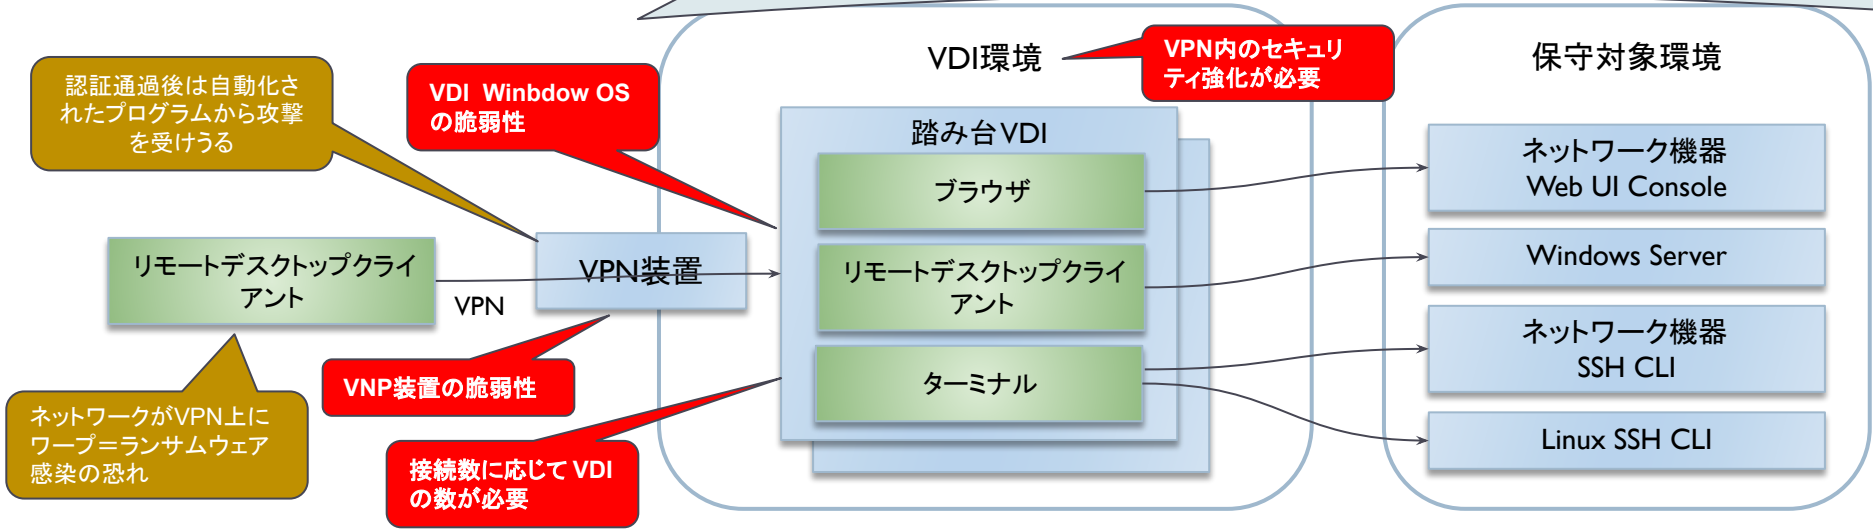 認証通過後は自動化さ
れたプログラムから攻撃
を受けうる
VDI Winbdow OS
の脆弱性
VDI環境
VPN内のセキュリ
ティ強化が必要
保守対象環境
踏み台VDI
ブラウザ
リモートデスクトップクライ
アント
ターミナル
リモートデスクトップクライ
アント
VPN
VPN装置
VNP装置の脆弱性
ネットワークがVPN上に
ワープ＝ランサムウェア
感染の恐れ
接続数に応じて VDI
の数が必要
ネットワーク機器
Web UI Console
Windows Server
ネットワーク機器
SSH CLI
Linux SSH CLI